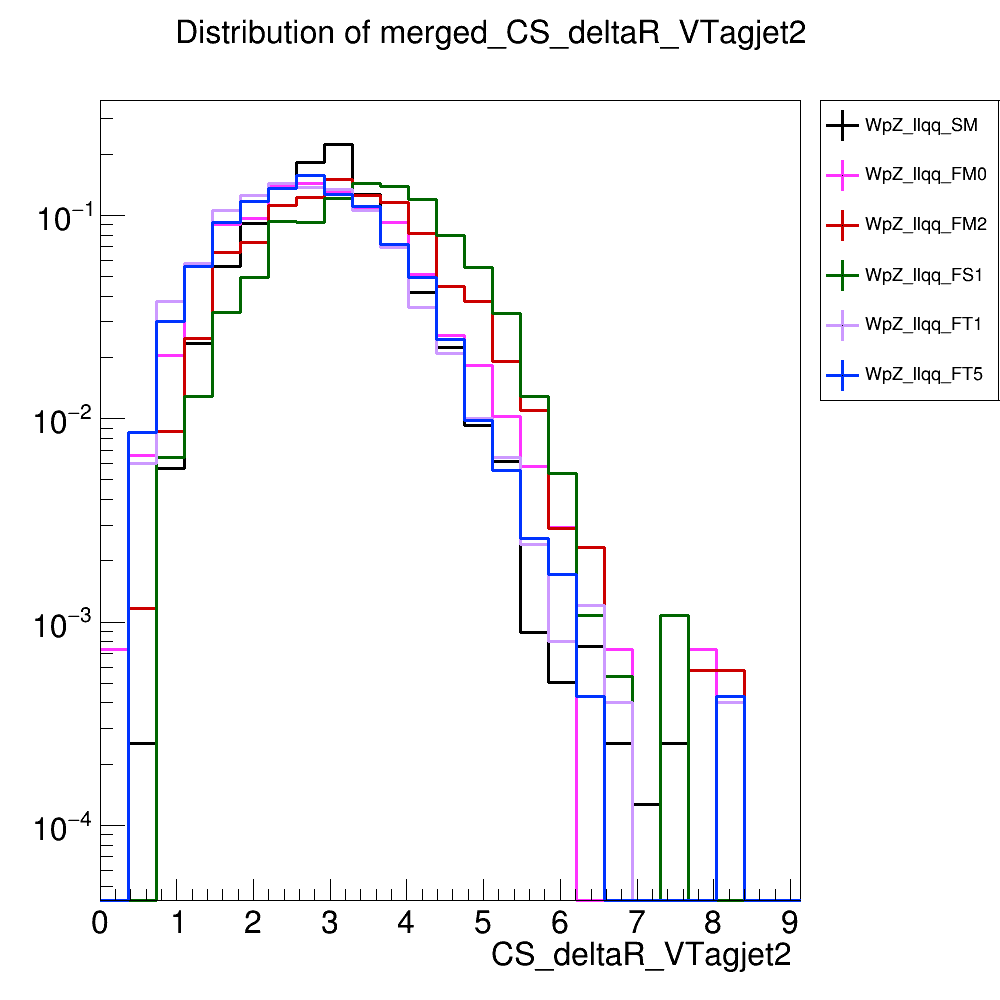 Distribution of merged_CS_deltaR_VTagjet2
WpZ_llqq_SM
WpZ_llqq_FM0
WpZ_llqq_FM2
WpZ_llqq_FS1
WpZ_llqq_FT1
WpZ_llqq_FT5
10⁻¹
10⁻²
10⁻³
10⁻⁴
0 1 2 3 4 5 6 7 8 9
CS_deltaR_VTagjet2